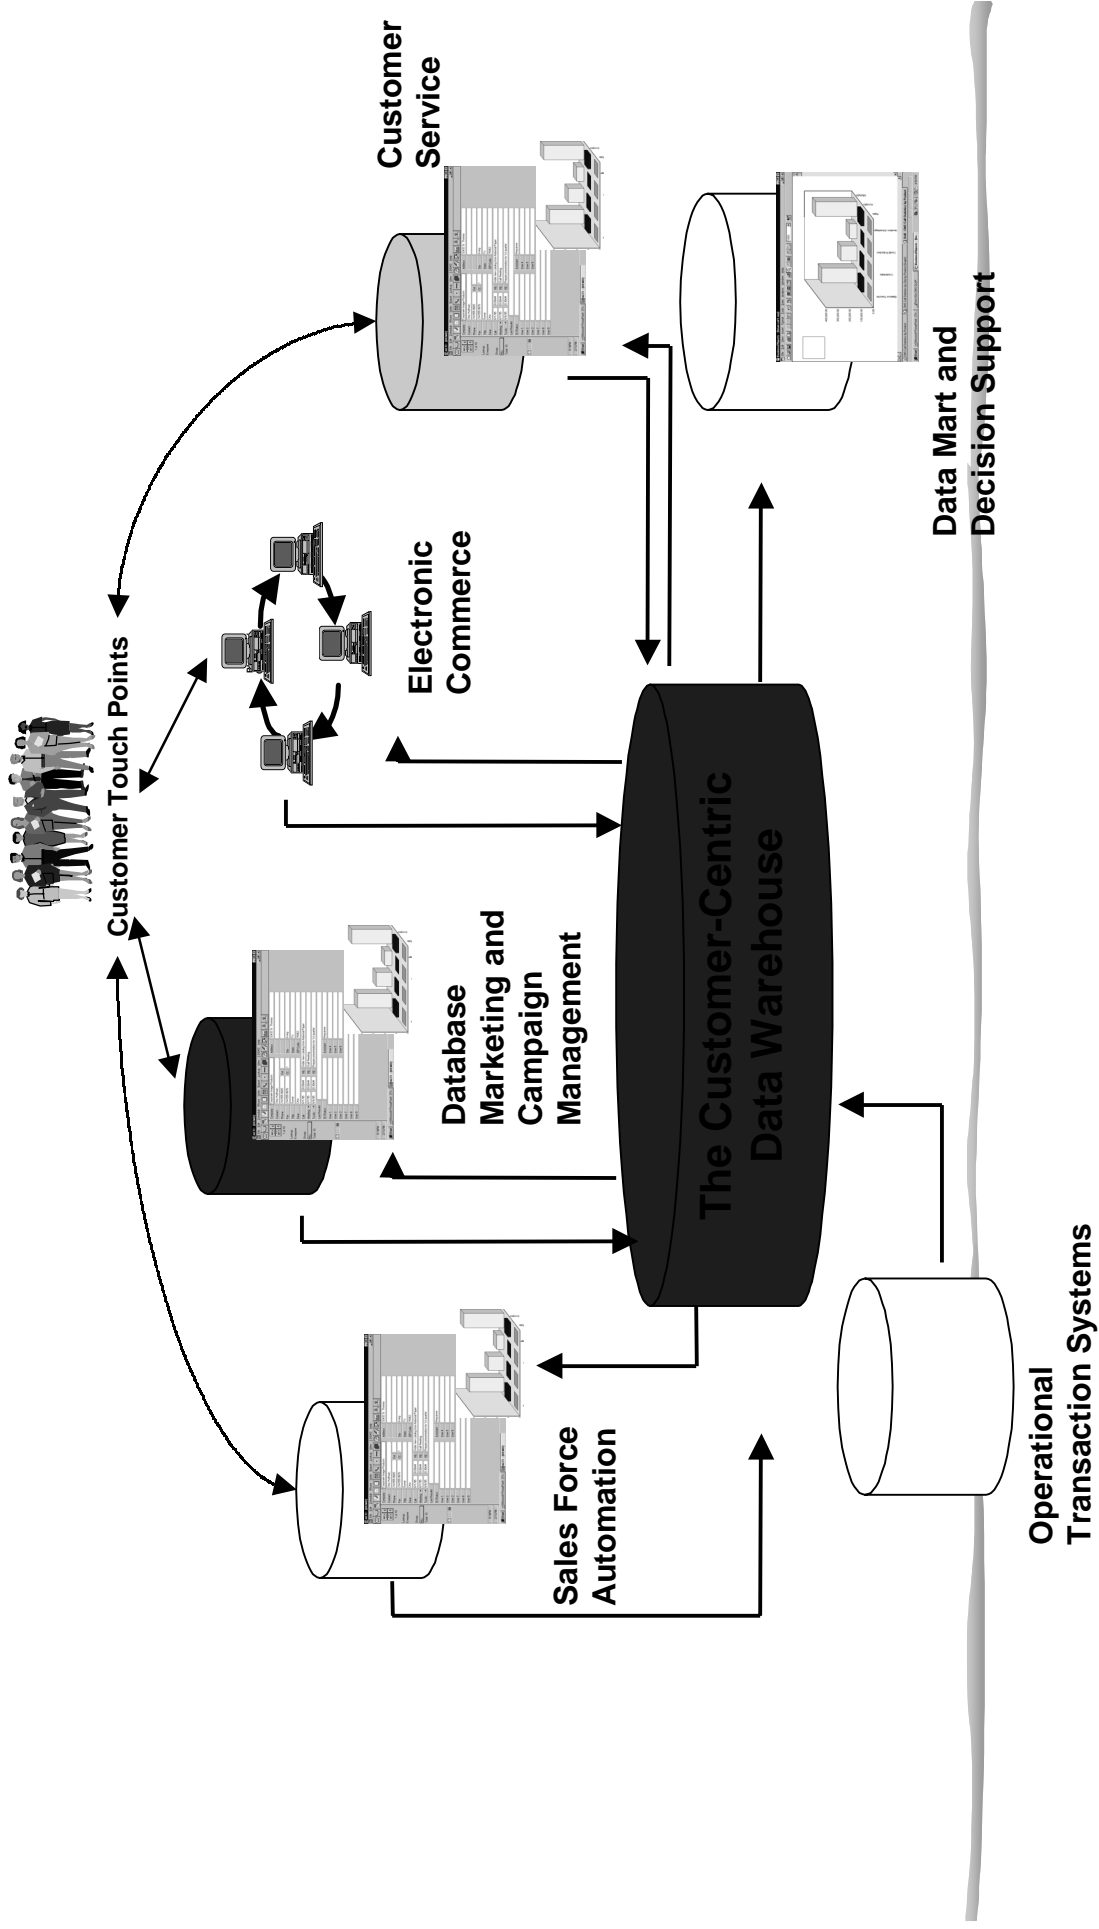 Customer Touch Points
Sales Force
Automation
Database
Marketing and
Campaign
Management
Electronic
Commerce
Customer
Service
The Customer-Centric
Data Warehouse
Operational
Transaction Systems
Data Mart and
Decision Support